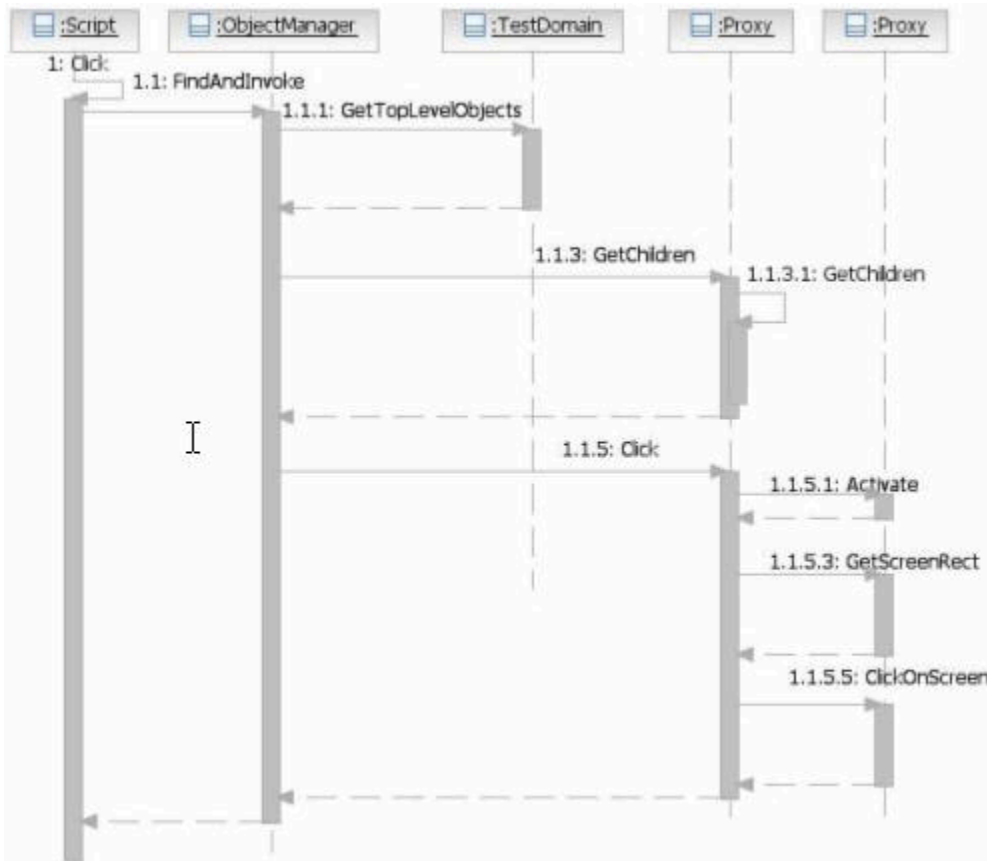 :Script
:ObjectManager
:TestDomain
:Proxy
:Proxy
1: Click
1.1: FindAndInvoke
1.1.1: GetTopLevelObjects
1.1.3: GetChildren
1.1.3.1: GetChildren
1.1.5: Click
1.1.5.1: Activate
1.1.5.3: GetScreenRect
1.1.5.5: ClickOnScreen